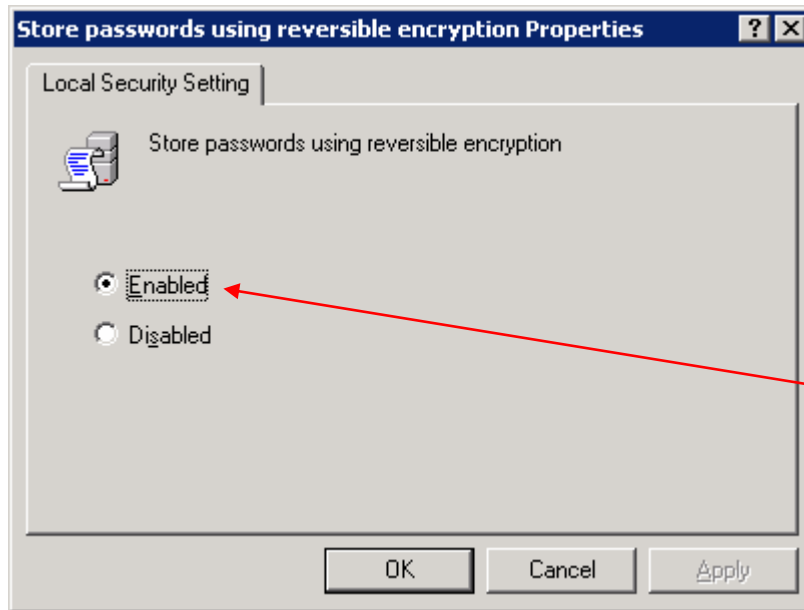 Store passwords using reversible encryption Properties
Local Security Setting
Store passwords using reversible encryption
Enabled
Disabled
OK Cancel Apply